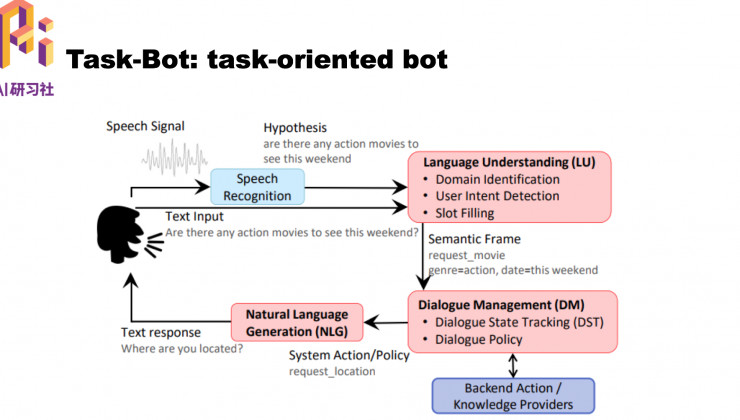 AI研习社
Task-Bot: task-oriented bot
Speech Signal
Hypothesis
are there any action movies to
see this weekend
Speech
Recognition
Language Understanding (LU)
• Domain Identification
• User Intent Detection
• Slot Filling
Text Input
Are there any action movies to see this weekend?
Semantic Frame
request_movie
genre=action, date=this weekend
Dialogue Management (DM)
• Dialogue State Tracking (DST)
• Dialogue Policy
Natural Language
Generation (NLG)
Text response
Where are you located?
System Action/Policy
request_location
Backend Action /
Knowledge Providers